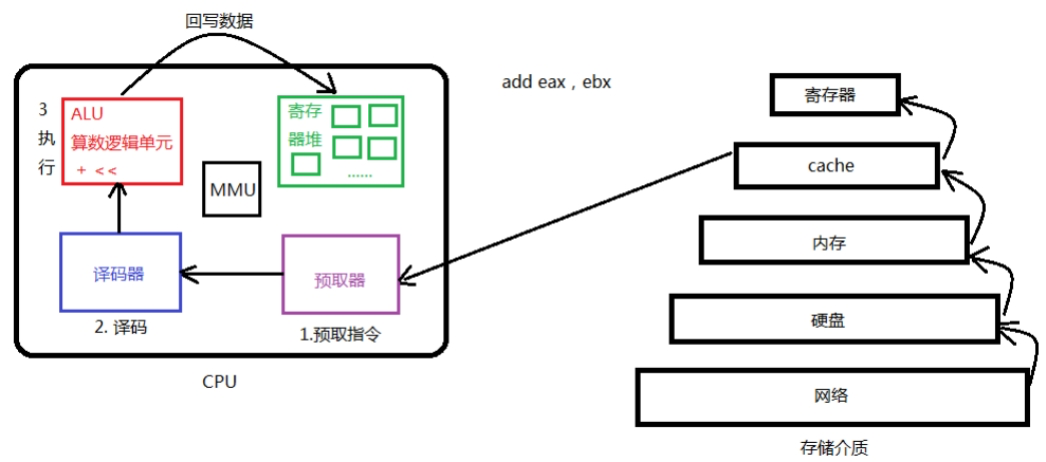 回写数据
3
执
行
ALU
算数逻辑单元
+ <<
寄存
器堆
......
MMU
译码器
预取器
2. 译码
1.预取指令
CPU
add eax , ebx
寄存器
cache
内存
硬盘
网络
存储介质